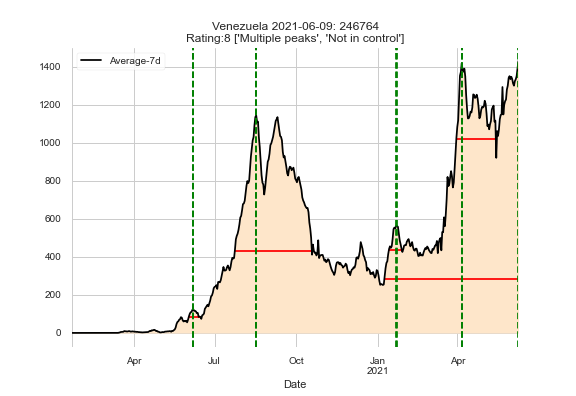 Venezuela 2021-06-09: 246764
Rating:8 ['Multiple peaks', 'Not in control']
Average-7d
1400
1200
1000
800
600
400
200
0
Apr
Jul
Oct
Jan
2021
Apr
Date